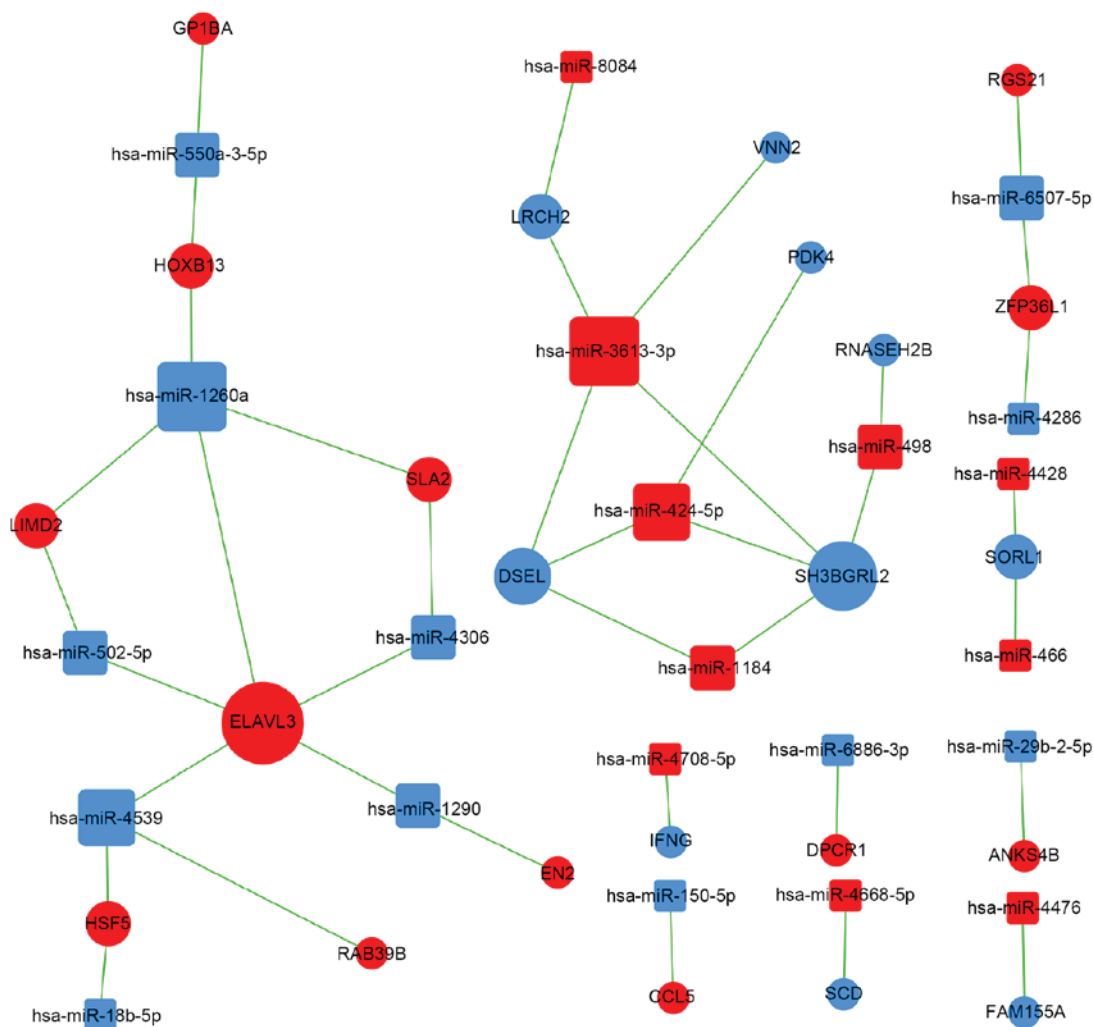 GP1BA
hsa-miR-550a-3-5p
HOXB13
hsa-miR-1260a
SLA2
LIMD2
hsa-miR-502-5p
hsa-miR-4306
ELAVL3
hsa-miR-4539
hsa-miR-1290
EN2
HSF5
RAB39B
hsa-miR-18b-5p
hsa-miR-8084
VNN2
LRCH2
PDK4
hsa-miR-3613-3p
RNASEH2B
hsa-miR-498
hsa-miR-424-5p
DSEL
SH3BGRL2
hsa-miR-1184
RGS21
hsa-miR-6507-5p
ZFP36L1
hsa-miR-4286
hsa-miR-4428
SORL1
hsa-miR-466
hsa-miR-4708-5p
IFNG
hsa-miR-6886-3p
DPCR1
hsa-miR-29b-2-5p
ANKS4B
hsa-miR-150-5p
CCL5
hsa-miR-4668-5p
SCD
hsa-miR-4476
FAM155A